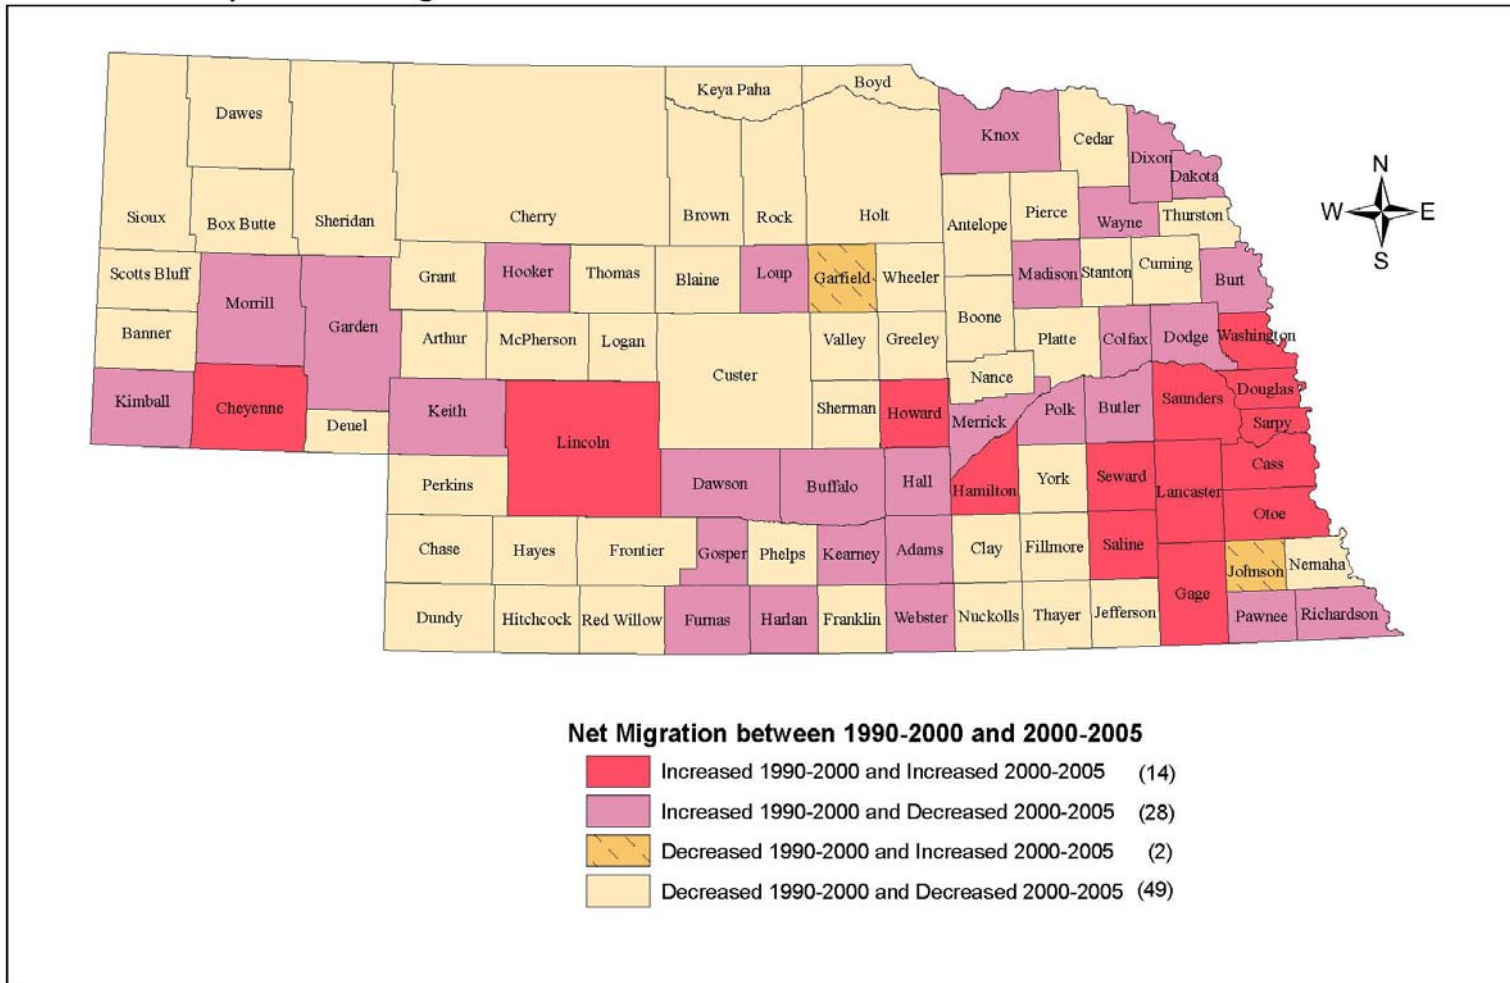 Keya Paha
Boyd
Dawes
Knox
Cedar
Dixon
Dakota
Sioux
Box Butte
Sheridan
Cherry
Brown
Rock
Holt
Antelope
Pierce
Wayne
Thurston
Scotts Bluff
Morrill
Garden
Grant
Hooker
Thomas
Blaine
Loup
Garfield
Wheeler
Madison
Stanton
Cuming
Burt
Banner
Arthur
McPherson
Logan
Custer
Valley
Greeley
Boone
Platte
Colfax
Dodge
Washington
Kimball
Cheyenne
Deuel
Keith
Lincoln
Sherman
Howard
Nance
Merrick
Polk
Butler
Saunders
Douglas
Sarpy
Perkins
Dawson
Buffalo
Hall
Hamilton
York
Seward
Lancaster
Cass
Otoe
Chase
Hayes
Frontier
Gosper
Phelps
Kearney
Adams
Clay
Fillmore
Saline
Gage
Johnson
Nemaha
Dundy
Hitchcock
Red Willow
Furnas
Harlan
Franklin
Webster
Nuckolls
Thayer
Jefferson
Pawnee
Richardson
N
W E
S
Net Migration between 1990-2000 and 2000-2005
Increased 1990-2000 and Increased 2000-2005 (14)
Increased 1990-2000 and Decreased 2000-2005 (28)
Decreased 1990-2000 and Increased 2000-2005 (2)
Decreased 1990-2000 and Decreased 2000-2005 (49)